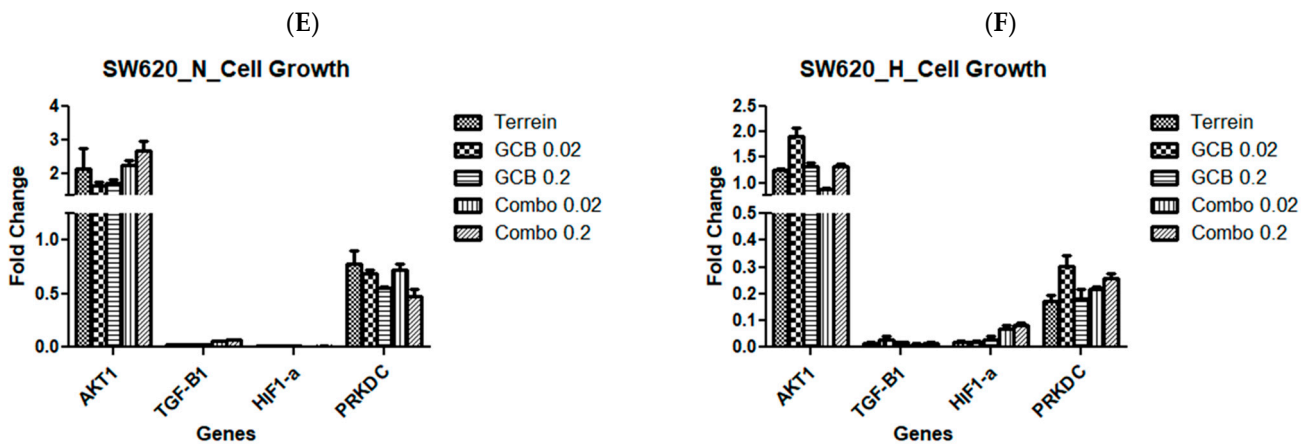 (E)
SW620_N_Cell Growth
Fold Change
4
3
2
1.0
0.5
0.0
AKT1
TGF-B1
HIF1-a
PRKDC
Genes
Terrein
GCB 0.02
GCB 0.2
Combo 0.02
Combo 0.2
(F)
SW620_H_Cell Growth
Fold Change
2.5
2.0
1.5
1.0
0.5
0.4
0.3
0.2
0.1
0.0
AKT1
TGF-B1
HIF1-a
PRKDC
Genes
Terrein
GCB 0.02
GCB 0.2
Combo 0.02
Combo 0.2